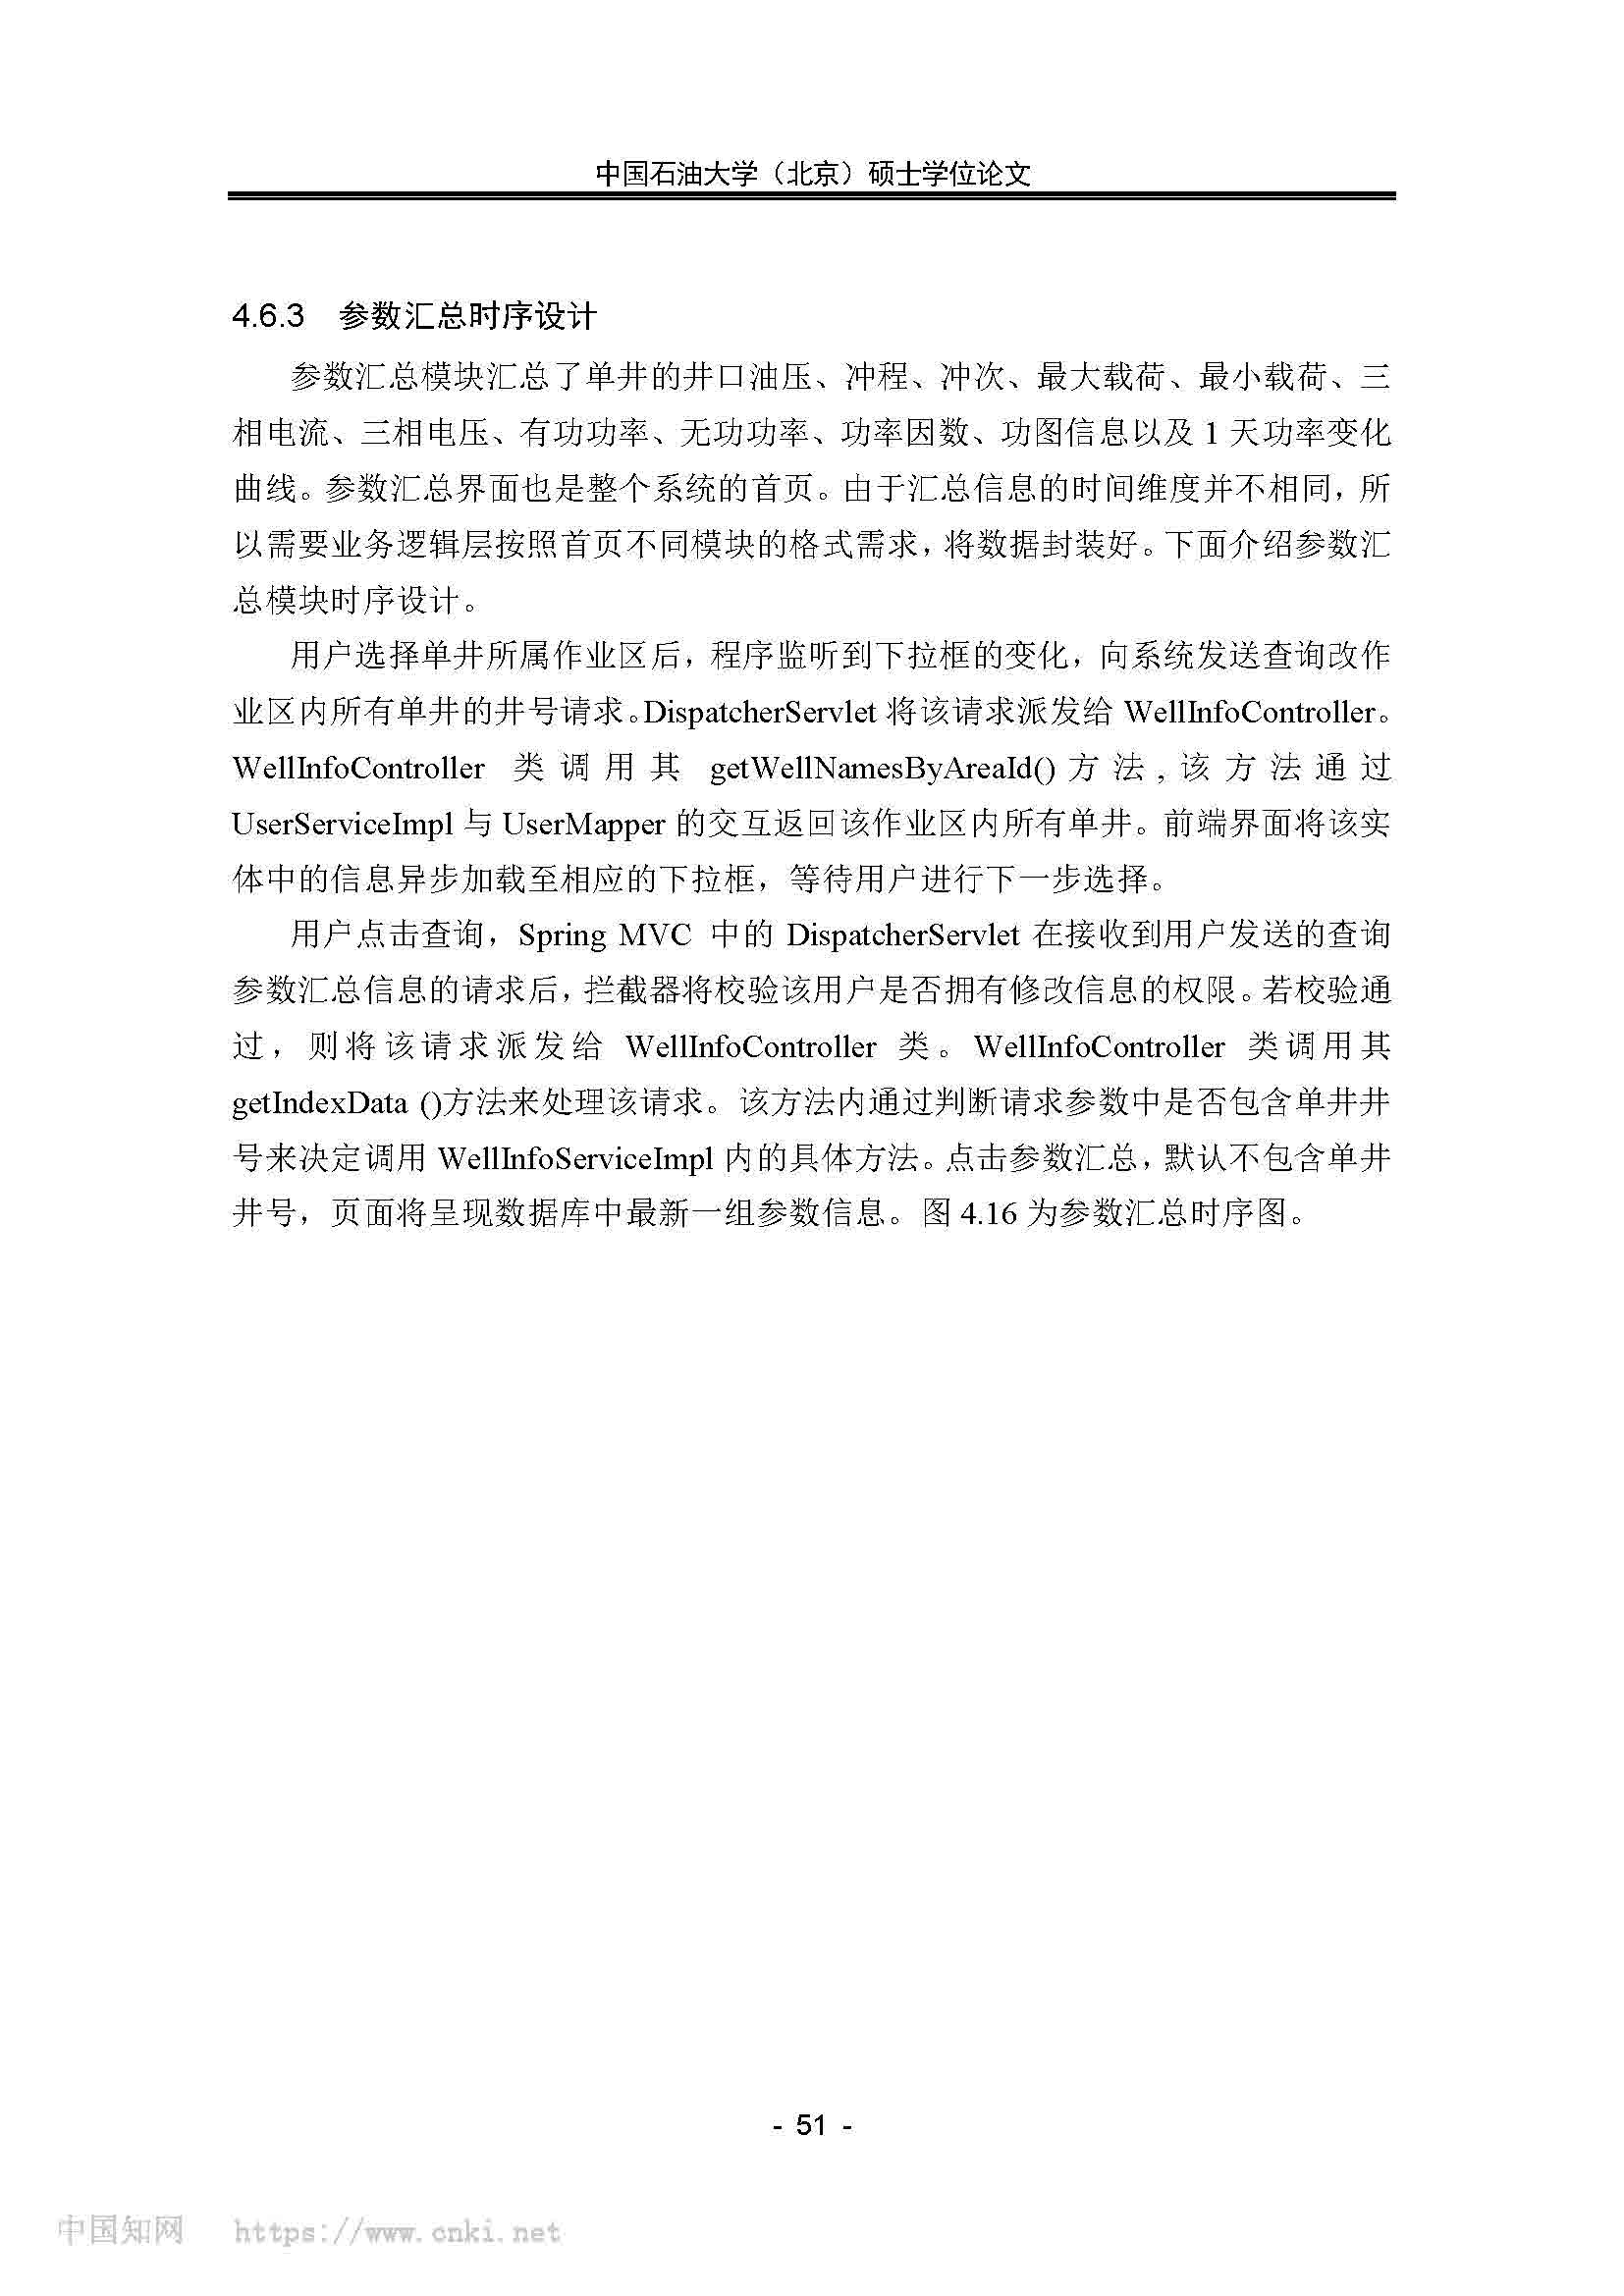 中国石油大学（北京）硕士学位论文
4.6.3 参数汇总时序设计
参数汇总模块汇总了单井的井口油压、冲程、冲次、最大载荷、最小载荷、三
相电流、三相电压、有功功率、无功功率、功率因数、功图信息以及 1 天功率变化
曲线。参数汇总界面也是整个系统的首页。由于汇总信息的时间维度并不相同，所
以需要业务逻辑层按照首页不同模块的格式需求，将数据封装好。下面介绍参数汇
总模块时序设计。
用户选择单井所属作业区后，程序监听到下拉框的变化，向系统发送查询改作
业区内所有单井的井号请求。DispatcherServlet 将该请求派发给 WellInfoController。
WellInfoController 类调用其 getWellNamesByAreaId()方法,该方法通过
UserServiceImpl 与 UserMapper 的交互返回该作业区内所有单井。前端界面将该实
体中的信息异步加载至相应的下拉框，等待用户进行下一步选择。
用户点击查询，Spring MVC 中的 DispatcherServlet 在接收到用户发送的查询
参数汇总信息的请求后，拦截器将校验该用户是否拥有修改信息的权限。若校验通
过，则将该请求派发给 WellInfoController 类。WellInfoController 类调用其
getIndexData ()方法来处理该请求。该方法内通过判断请求参数中是否包含单井井
号来决定调用 WellInfoServiceImpl 内的具体方法。点击参数汇总，默认不包含单井
井号，页面将呈现数据库中最新一组参数信息。图 4.16 为参数汇总时序图。
- 51 -
中国知网 https://www.cnki.net